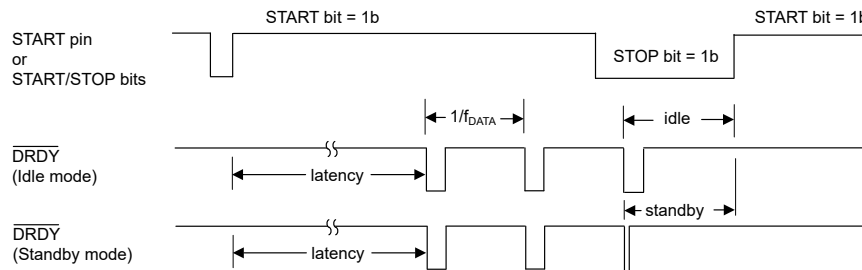 START bit = 1b
START bit = 1b
START pin
or
START/STOP bits
STOP bit = 1b
1/fDATA
idle
DRDY
(Idle mode)
latency
standby
DRDY
(Standby mode)
latency